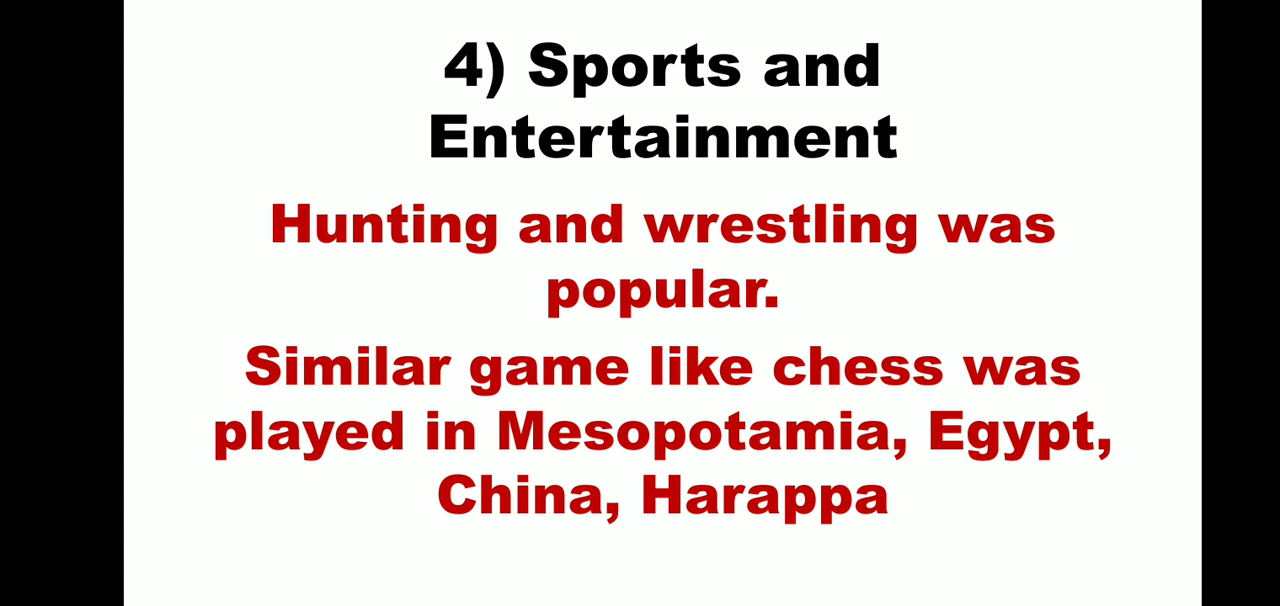 4) Sports and
Entertainment
Hunting and wrestling was
popular.
Similar game like chess was
played in Mesopotamia, Egypt,
China, Harappa